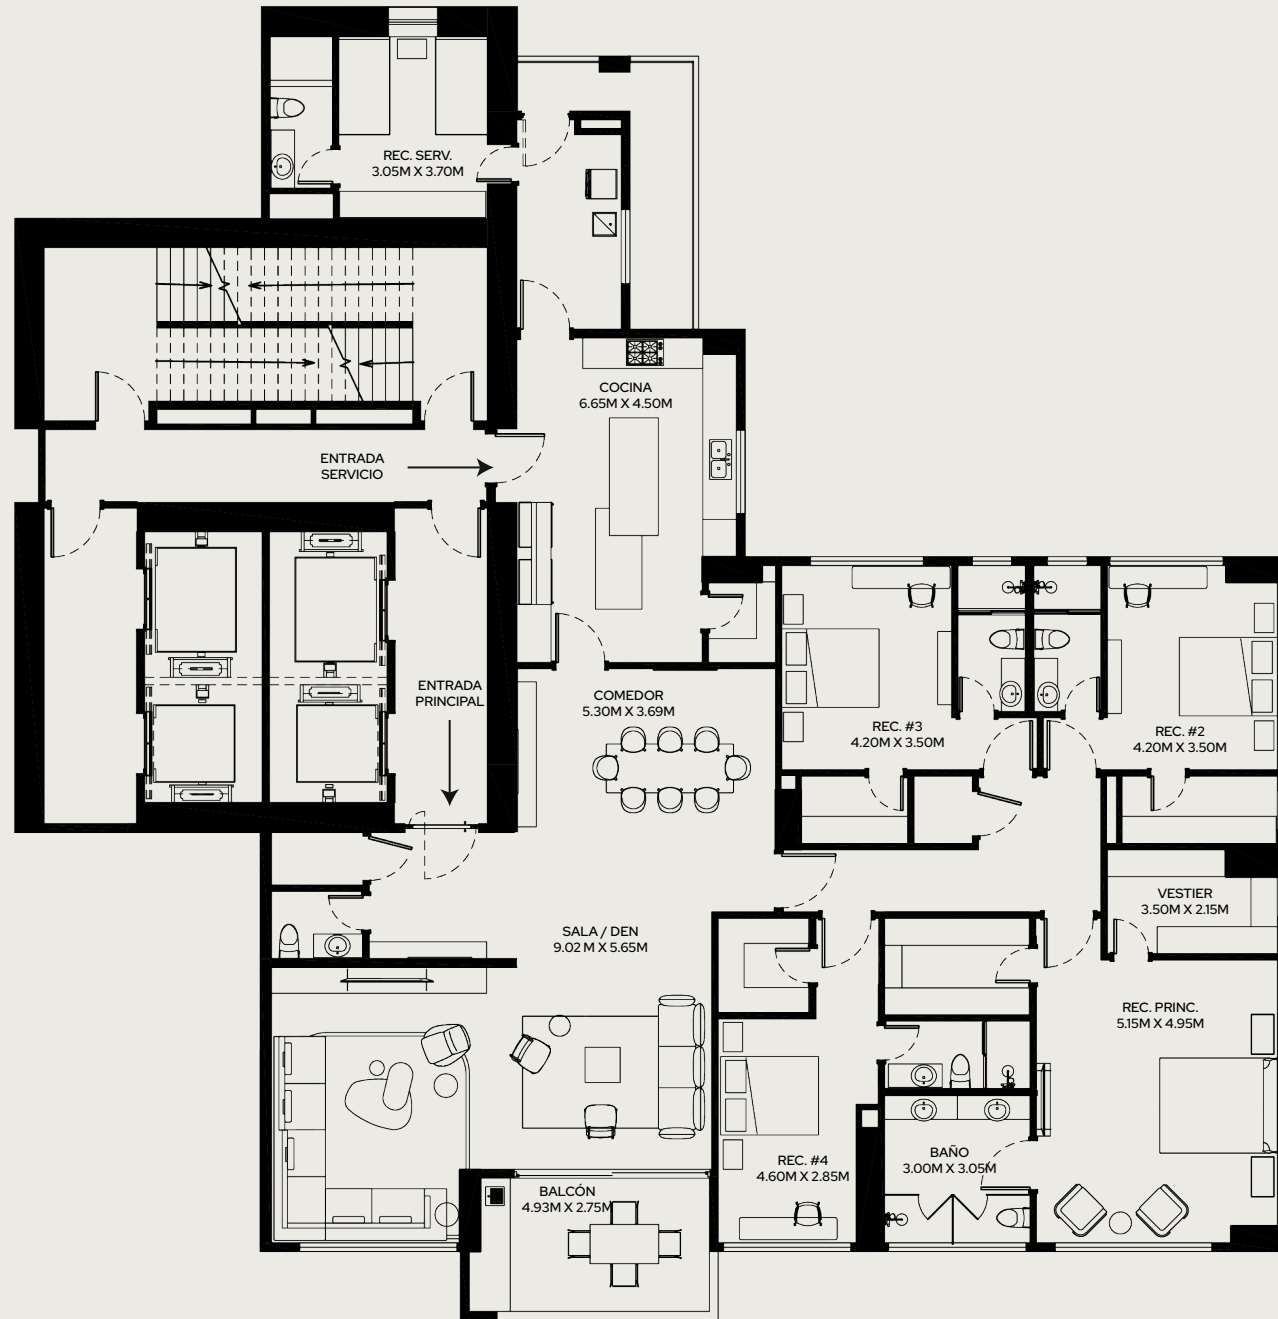 REC. SERV.
3.05M X 3.70M
COCINA
6.65M X 4.50M
ENTRADA
SERVICIO
ENTRADA
PRINCIPAL
COMEDOR
5.30M X 3.69M
REC. #3
4.20M X 3.50M
REC. #2
4.20M X 3.50M
VESTIER
3.50M X 2.15M
SALA / DEN
9.02 M X 5.65M
REC. PRINC.
5.15M X 4.95M
REC. #4
4.60M X 2.85M
BAÑO
3.00M X 3.05M
BALCÓN
4.93M X 2.75M